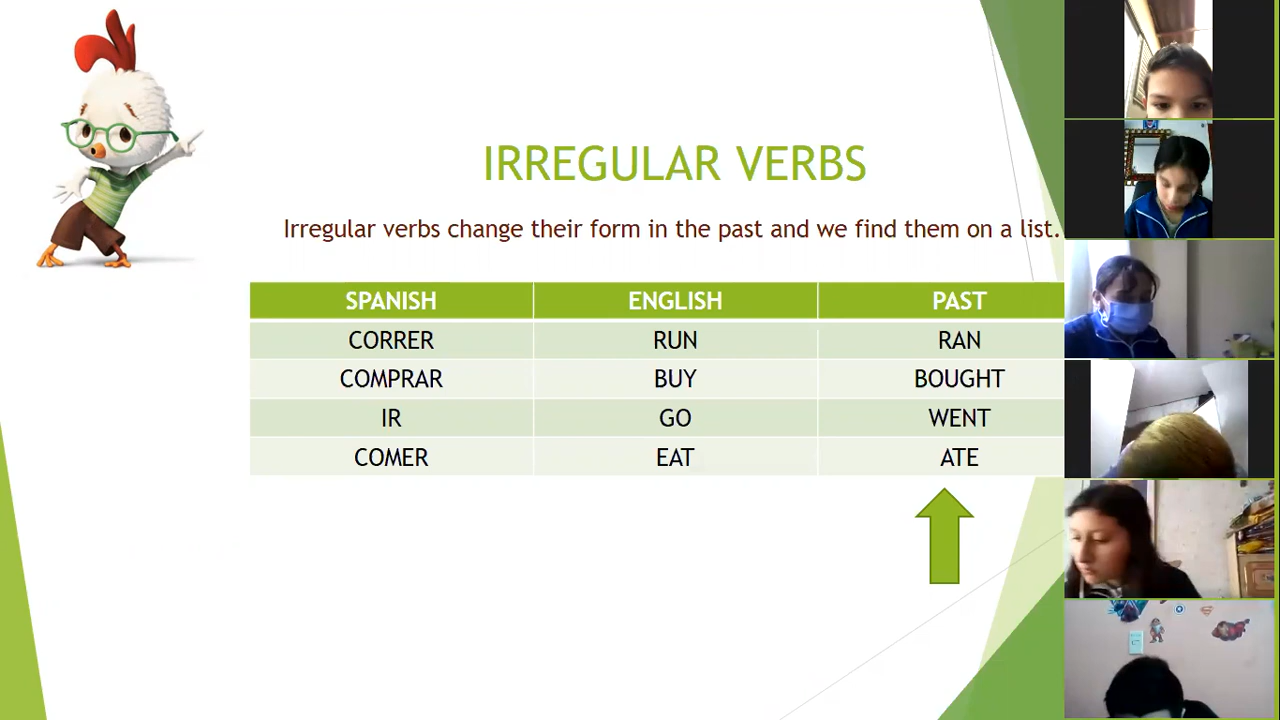 IRREGULAR VERBS
Irregular verbs change their form in the past and we find them on a list.
SPANISH ENGLISH PAST
CORRER RUN RAN
COMPRAR BUY BOUGHT
IR GO WENT
COMER EAT ATE